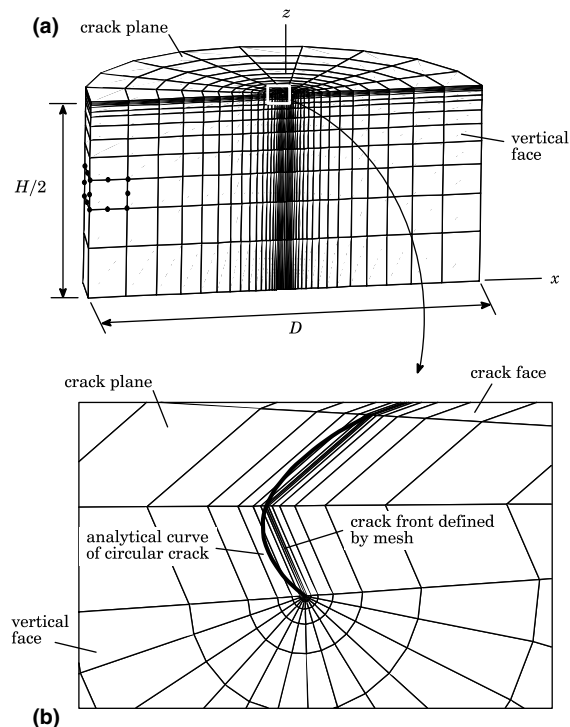 (a)
crack plane
z
vertical
face
H/2
x
D
crack plane
crack face
analytical curve
of circular crack
crack front defined
by mesh
vertical
face
(b)